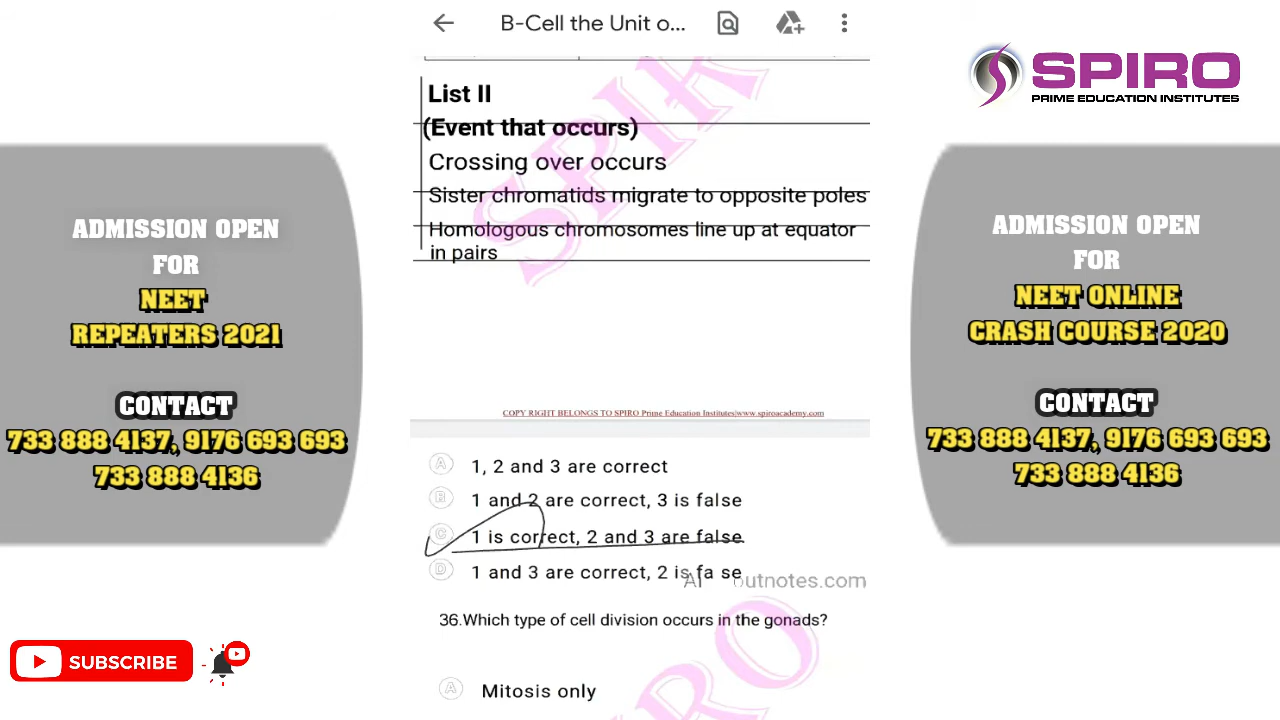 B-Cell the Unit o...
SPIRO
PRIME EDUCATION INSTITUTES
List II
(Event that occurs)
Crossing over occurs
Sister chromatids migrate to opposite poles
Homologous chromosomes line up at equator
in pairs
SPIR
ADMISSION OPEN
FOR
NEET
REPEATERS 2021
CONTACT
733 888 4137, 9176 693 693
733 888 4136
ADMISSION OPEN
FOR
NEET ONLINE
CRASH COURSE 2020
CONTACT
733 888 4137, 9176 693 693
733 888 4136
COPY RIGHT BELONGS TO SPIRO Prime Education Institutes|www.spiroacademy.com
A 1, 2 and 3 are correct
B 1 and 2 are correct, 3 is false
C 1 is correct, 2 and 3 are false
D 1 and 3 are correct, 2 is fa se
outnotes.com
36.Which type of cell division occurs in the gonads?
A Mitosis only
SPIRO
SUBSCRIBE